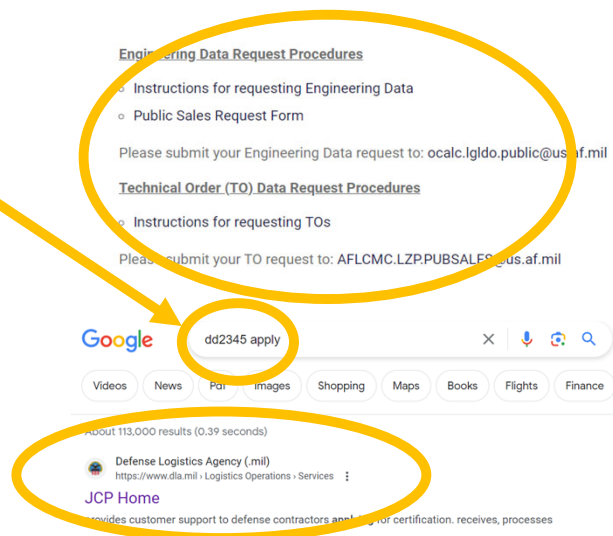 Engineering Data Request Procedures
Instructions for requesting Engineering Data
Public Sales Request Form
Please submit your Engineering Data request to: ocalc.lgldo.public@us.af.mil
Technical Order (TO) Data Request Procedures
Instructions for requesting TOs
Please submit your TO request to: AFLCMC.LZP.PUBSALES@us.af.mil
Google dd2345 apply
Videos News Pdf Images Shopping Maps Books Flights Finance
About 113,000 results (0.39 seconds)
Defense Logistics Agency (.mil)
https://www.dla.mil › Logistics Operations › Services
JCP Home
provides customer support to defense contractors applying for certification. receives, processes